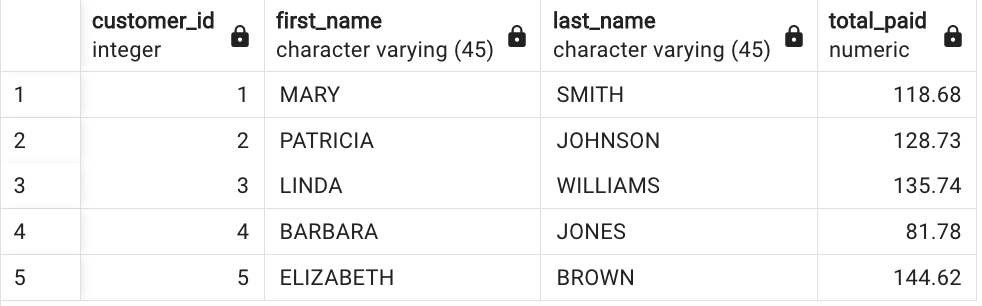 customer_id first_name last_name total_paid
integer character varying (45) character varying (45) numeric
1 1 MARY SMITH 118.68
2 2 PATRICIA JOHNSON 128.73
3 3 LINDA WILLIAMS 135.74
4 4 BARBARA JONES 81.78
5 5 ELIZABETH BROWN 144.62